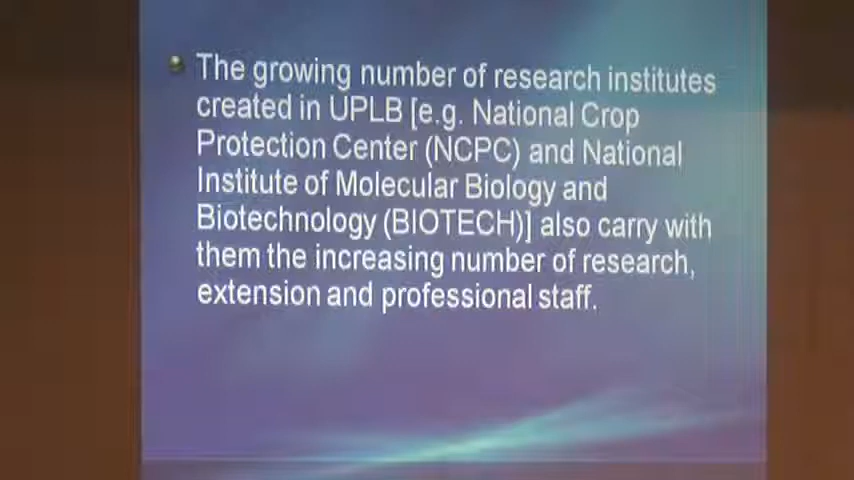 The growing number of research institutes
created in UPLB [e.g. National Crop
Protection Center (NCPC) and National
Institute of Molecular Biology and
Biotechnology (BIOTECH)] also carry with
them the increasing number of research,
extension and professional staff.